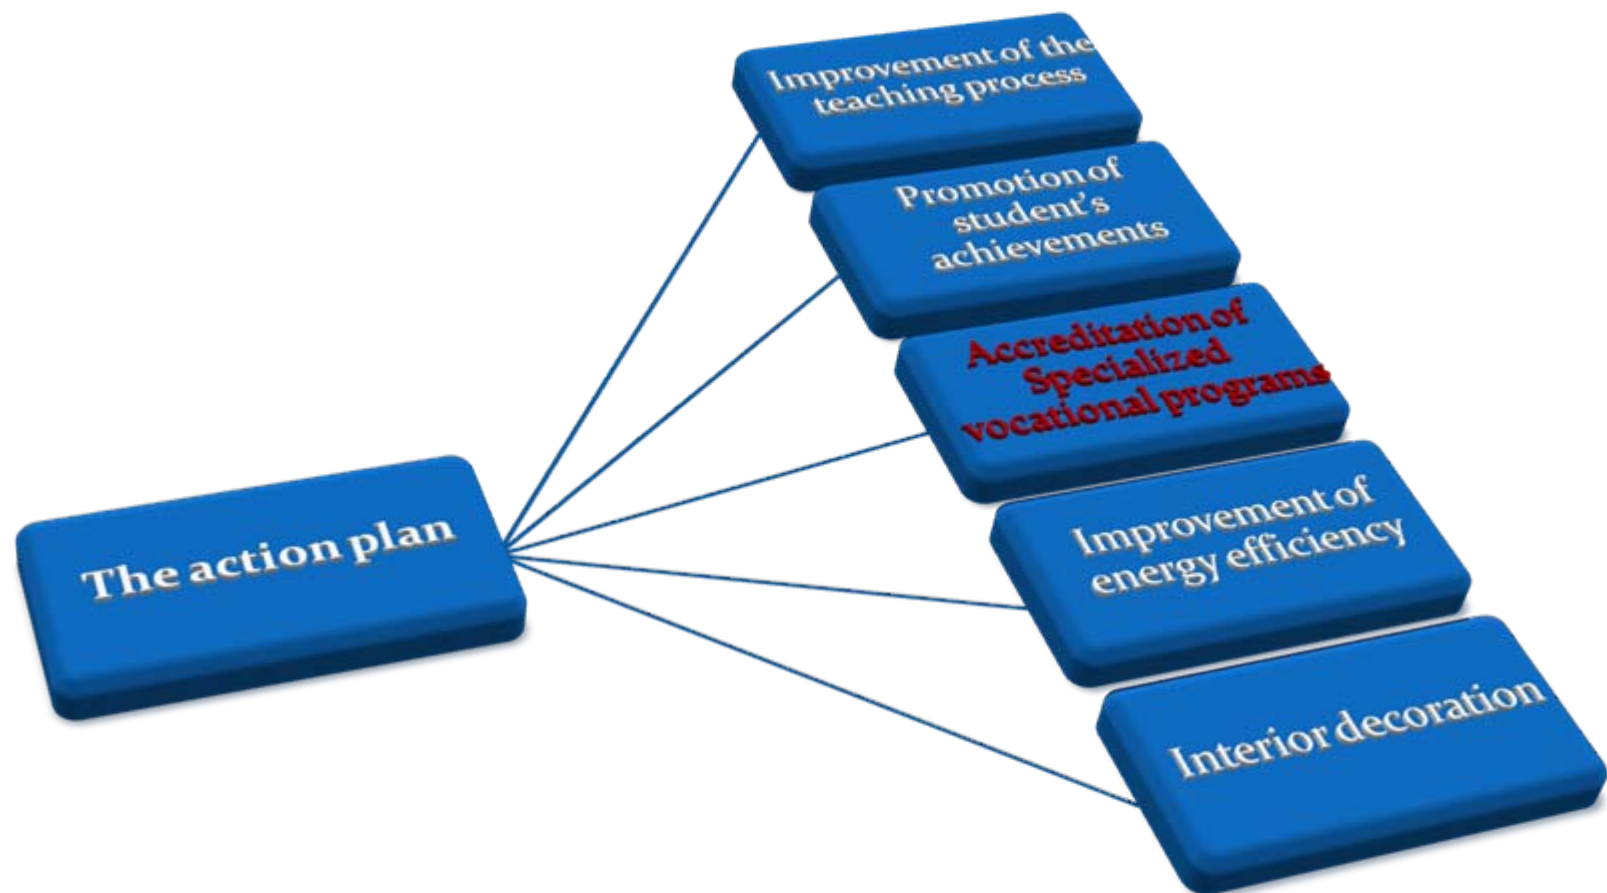 Improvement of the
teaching process
Promotion of
student's
achievements
Accreditation of
Specialized
vocational programs
The action plan
Improvement of
energy efficiency
Interior decoration